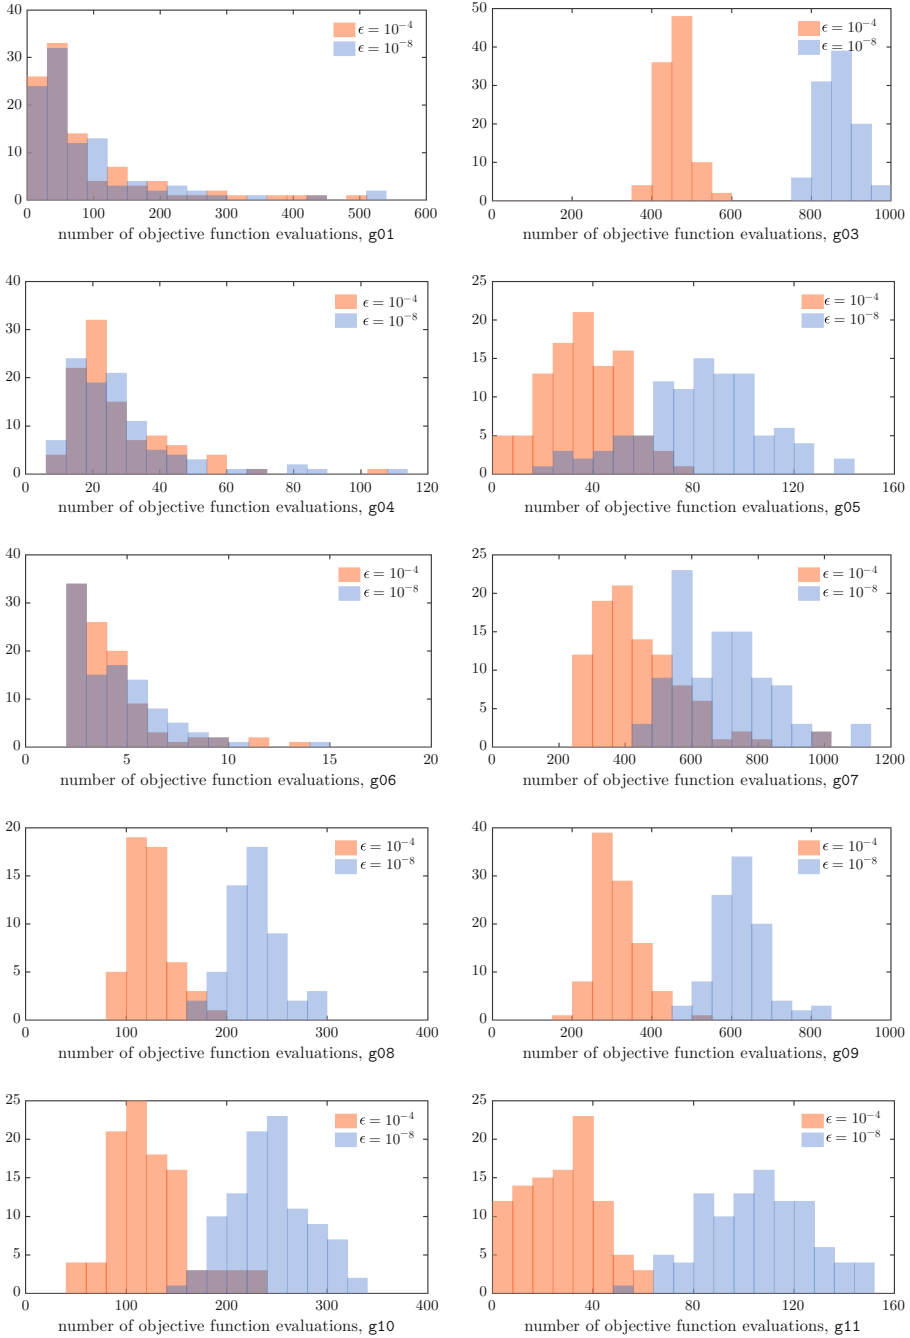 40
30
20
10
0
0 100 200 300 400 500 600
ϵ = 10⁻⁴
ϵ = 10⁻⁸
number of objective function evaluations, g01
50
40
30
20
10
0
0 200 400 600 800 1000
ϵ = 10⁻⁴
ϵ = 10⁻⁸
number of objective function evaluations, g03
40
30
20
10
0
0 20 40 60 80 100 120
ϵ = 10⁻⁴
ϵ = 10⁻⁸
number of objective function evaluations, g04
25
20
15
10
5
0
0 40 80 120 160
ϵ = 10⁻⁴
ϵ = 10⁻⁸
number of objective function evaluations, g05
40
30
20
10
0
0 5 10 15 20
ϵ = 10⁻⁴
ϵ = 10⁻⁸
number of objective function evaluations, g06
25
20
15
10
5
0
0 200 400 600 800 1000 1200
ϵ = 10⁻⁴
ϵ = 10⁻⁸
number of objective function evaluations, g07
20
15
10
5
0
0 100 200 300 400
ϵ = 10⁻⁴
ϵ = 10⁻⁸
number of objective function evaluations, g08
40
30
20
10
0
0 200 400 600 800 1000
ϵ = 10⁻⁴
ϵ = 10⁻⁸
number of objective function evaluations, g09
25
20
15
10
5
0
0 100 200 300 400
ϵ = 10⁻⁴
ϵ = 10⁻⁸
number of objective function evaluations, g10
25
20
15
10
5
0
0 40 80 120 160
ϵ = 10⁻⁴
ϵ = 10⁻⁸
number of objective function evaluations, g11